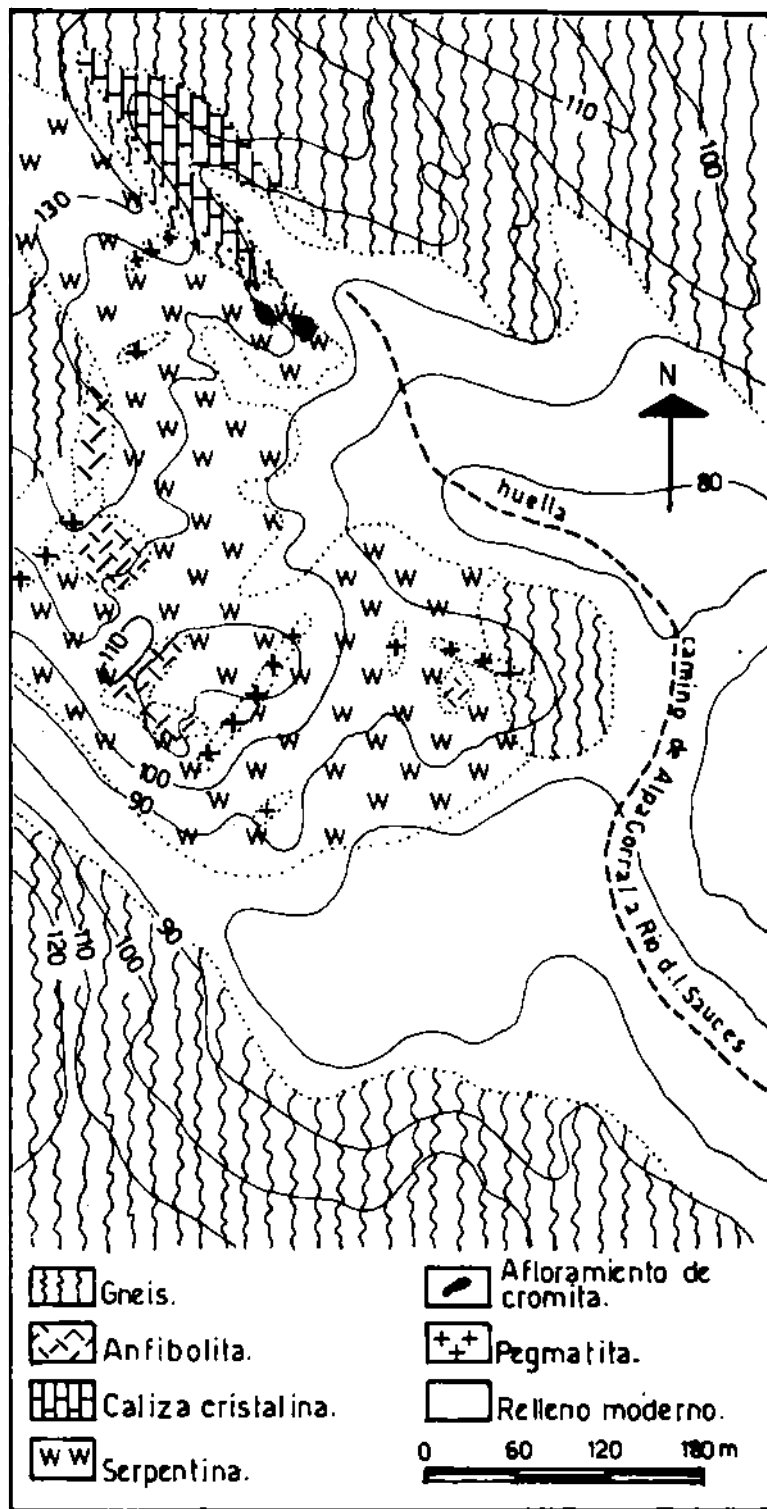 110
100
130
N
80
huella
110
camino de Alpa Corral a Rio d.l. Sauces
100
90
90
120
110
100
Gneis.
Afloramiento de
cromita.
Anfibolita.
Pegmatita.
Caliza cristalina.
Relleno moderno.
W W
Serpentina.
0 60 120 180 m